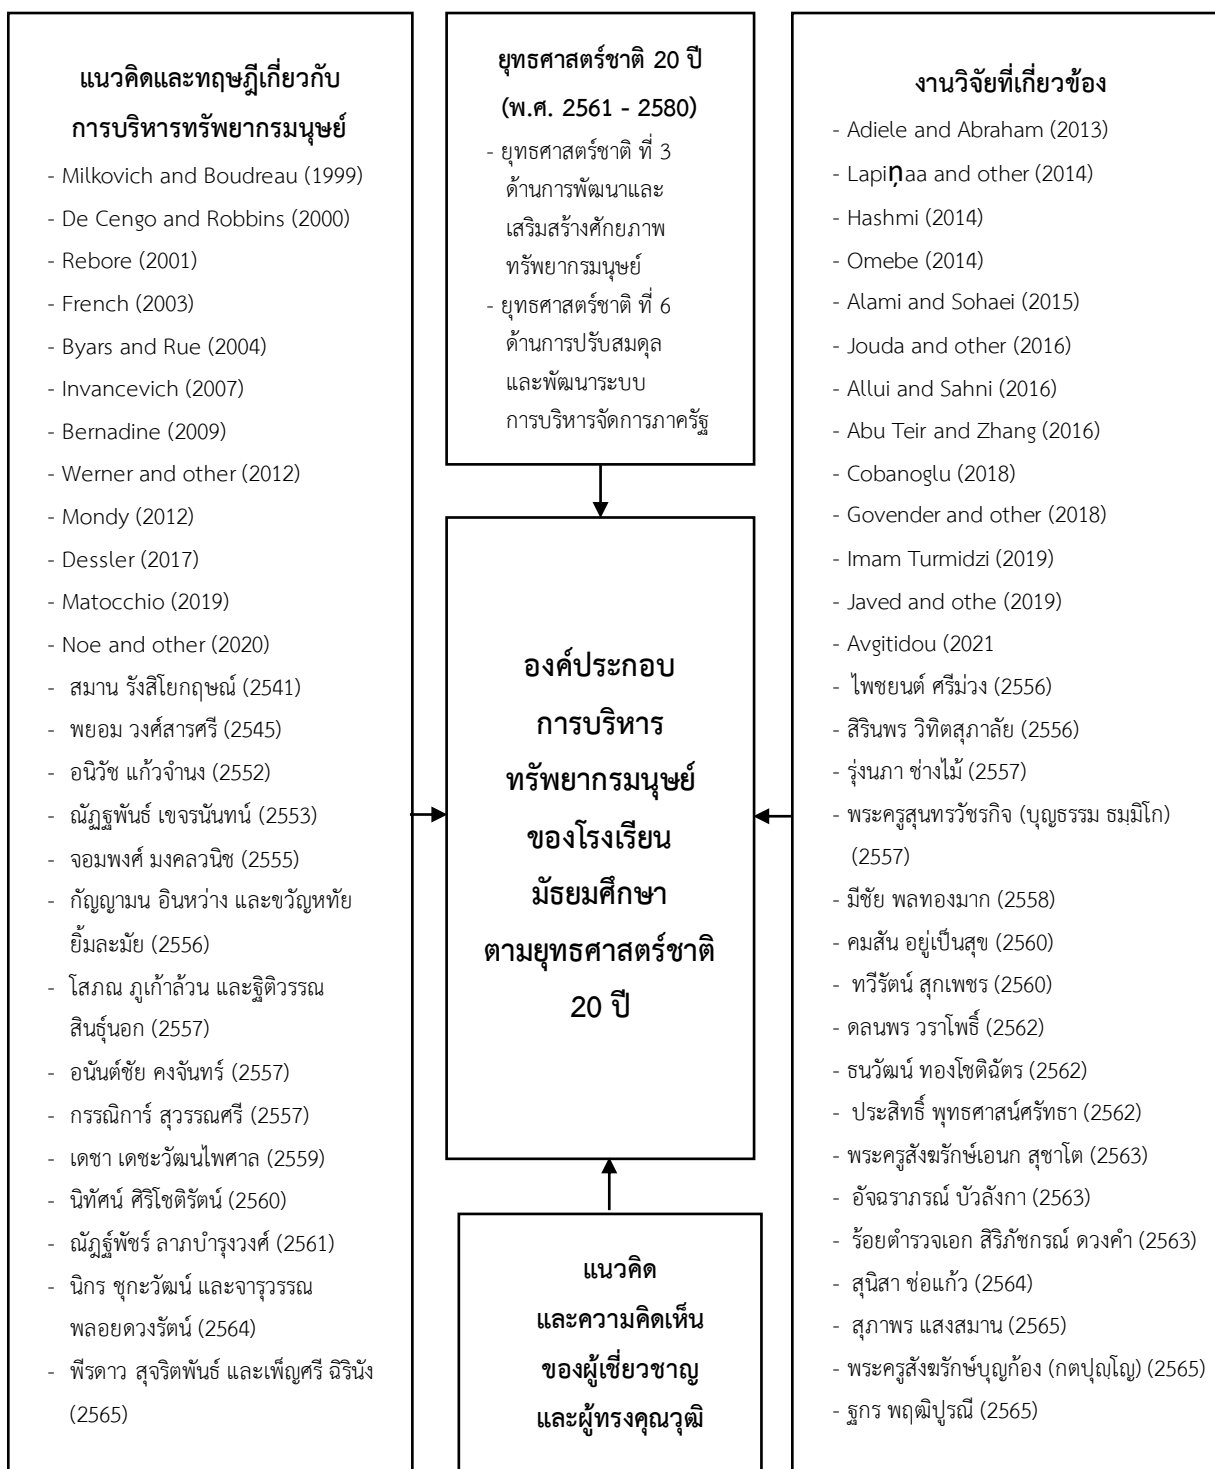 แนวคิดและทฤษฎีเกี่ยวกับ
การบริหารทรัพยากรมนุษย์
- Milkovich and Boudreau (1999)
- De Cengo and Robbins (2000)
- Rebore (2001)
- French (2003)
- Byars and Rue (2004)
- Invancevich (2007)
- Bernadine (2009)
- Werner and other (2012)
- Mondy (2012)
- Dessler (2017)
- Matocchio (2019)
- Noe and other (2020)
- สมาน รังสิโยกฤษณ์ (2541)
- พยอม วงศ์สารศรี (2545)
- อนิวัช แก้วจำนง (2552)
- ณัฏฐพันธ์ เขจรนันทน์ (2553)
- จอมพงศ์ มงคลวนิช (2555)
- กัญญามน อินหว่าง และขวัญหทัย
ยิ้มละมัย (2556)
- โสภณ ภูเก้าล้วน และฐิติวรรณ
สินธุ์นอก (2557)
- อนันต์ชัย คงจันทร์ (2557)
- กรรณิการ์ สุวรรณศรี (2557)
- เดชา เดชะวัฒนไพศาล (2559)
- นิทัศน์ ศิริโชติรัตน์ (2560)
- ณัฎฐ์พัชร์ ลาภบำรุงวงศ์ (2561)
- นิกร ชุกะวัฒน์ และจารุวรรณ
พลอยดวงรัตน์ (2564)
- พีรดาว สุจริตพันธ์ และเพ็ญศรี ฉิรินัง
(2565)
ยุทธศาสตร์ชาติ 20 ปี
(พ.ศ. 2561 - 2580)
- ยุทธศาสตร์ชาติ ที่ 3
ด้านการพัฒนาและ
เสริมสร้างศักยภาพ
ทรัพยากรมนุษย์
- ยุทธศาสตร์ชาติ ที่ 6
ด้านการปรับสมดุล
และพัฒนาระบบ
การบริหารจัดการภาครัฐ
องค์ประกอบ
การบริหาร
ทรัพยากรมนุษย์
ของโรงเรียน
มัธยมศึกษา
ตามยุทธศาสตร์ชาติ
20 ปี
แนวคิด
และความคิดเห็น
ของผู้เชี่ยวชาญ
และผู้ทรงคุณวุฒิ
งานวิจัยที่เกี่ยวข้อง
- Adiele and Abraham (2013)
- Lapiņaa and other (2014)
- Hashmi (2014)
- Omebe (2014)
- Alami and Sohaei (2015)
- Jouda and other (2016)
- Allui and Sahni (2016)
- Abu Teir and Zhang (2016)
- Cobanoglu (2018)
- Govender and other (2018)
- Imam Turmidzi (2019)
- Javed and othe (2019)
- Avgitidou (2021
- ไพชยนต์ ศรีม่วง (2556)
- สิรินพร วิทิตสุภาลัย (2556)
- รุ่งนภา ช่างไม้ (2557)
- พระครูสุนทรวัชรกิจ (บุญธรรม ธมฺมิโก)
(2557)
- มีชัย พลทองมาก (2558)
- คมสัน อยู่เป็นสุข (2560)
- ทวีรัตน์ สุกเพชร (2560)
- ดลนพร วราโพธิ์ (2562)
- ธนวัฒน์ ทองโชติฉัตร (2562)
- ประสิทธิ์ พุทธศาสน์ศรัทธา (2562)
- พระครูสังฆรักษ์เอนก สุชาโต (2563)
- อัจฉราภรณ์ บัวลังกา (2563)
- ร้อยตำรวจเอก สิริภัชกรณ์ ดวงคำ (2563)
- สุนิสา ช่อแก้ว (2564)
- สุภาพร แสงสมาน (2565)
- พระครูสังฆรักษ์บุญก้อง (กตปุญฺโญ) (2565)
- ฐกร พฤฒิปูรณี (2565)